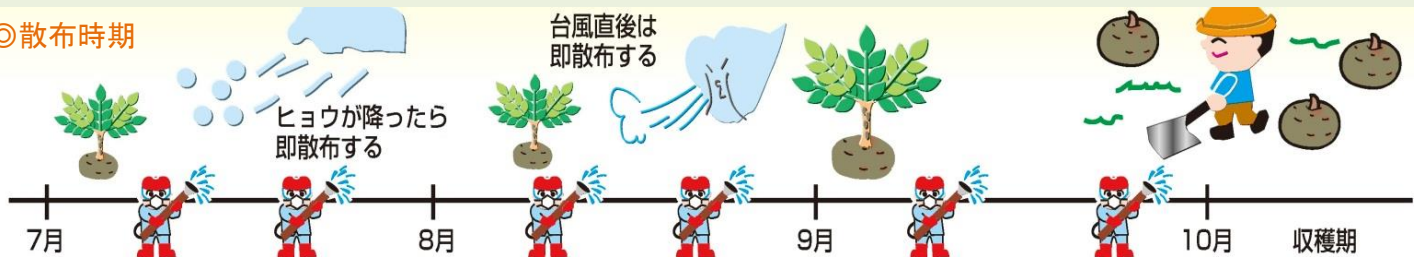 ◎散布時期
ヒョウが降ったら
即散布する
台風直後は
即散布する
7月
8月
9月
10月
収穫期